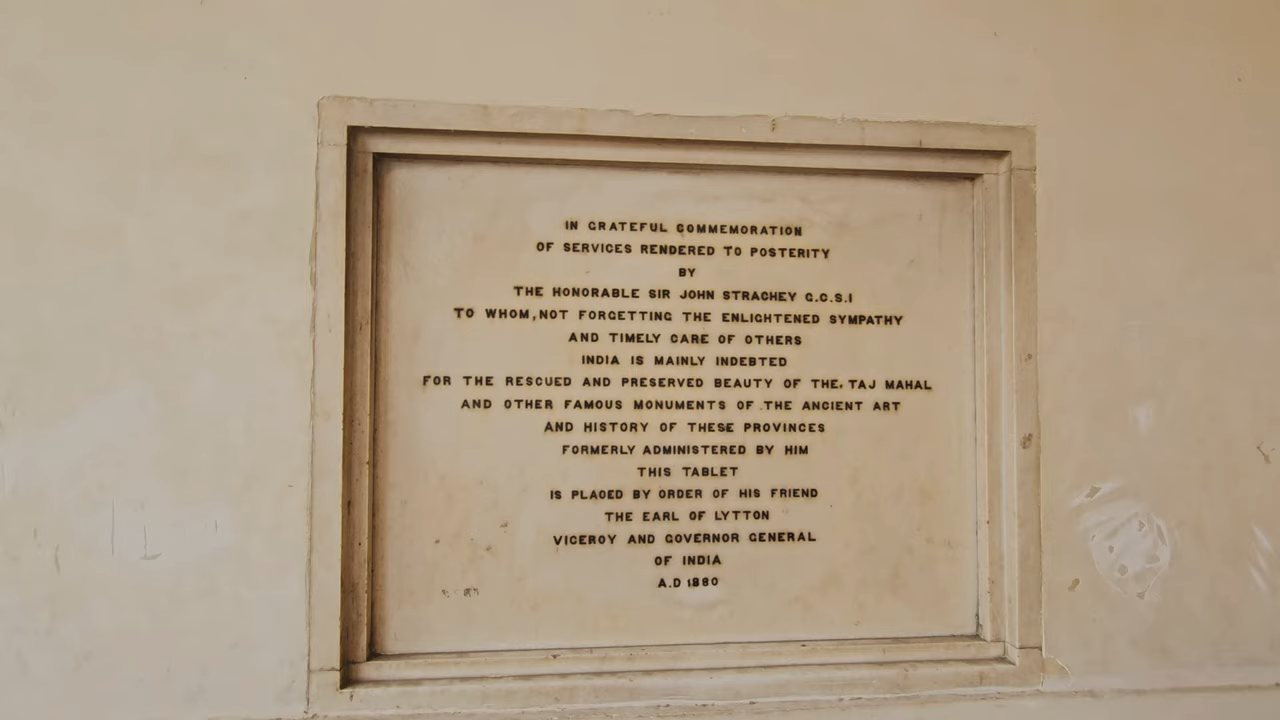 IN GRATEFUL COMMEMORATION
OF SERVICES RENDERED TO POSTERITY
BY
THE HONORABLE SIR JOHN STRACHEY G.C.S.I
TO WHOM, NOT FORGETTING THE ENLIGHTENED SYMPATHY
AND TIMELY CARE OF OTHERS
INDIA IS MAINLY INDEBTED
FOR THE RESCUED AND PRESERVED BEAUTY OF THE. TAJ MAHAL
AND OTHER FAMOUS MONUMENTS OF THE ANCIENT ART
AND HISTORY OF THESE PROVINCES
FORMERLY ADMINISTERED BY HIM
THIS TABLET
IS PLACED BY ORDER OF HIS FRIEND
THE EARL OF LYTTON
VICEROY AND GOVERNOR GENERAL
OF INDIA
A.D 1880